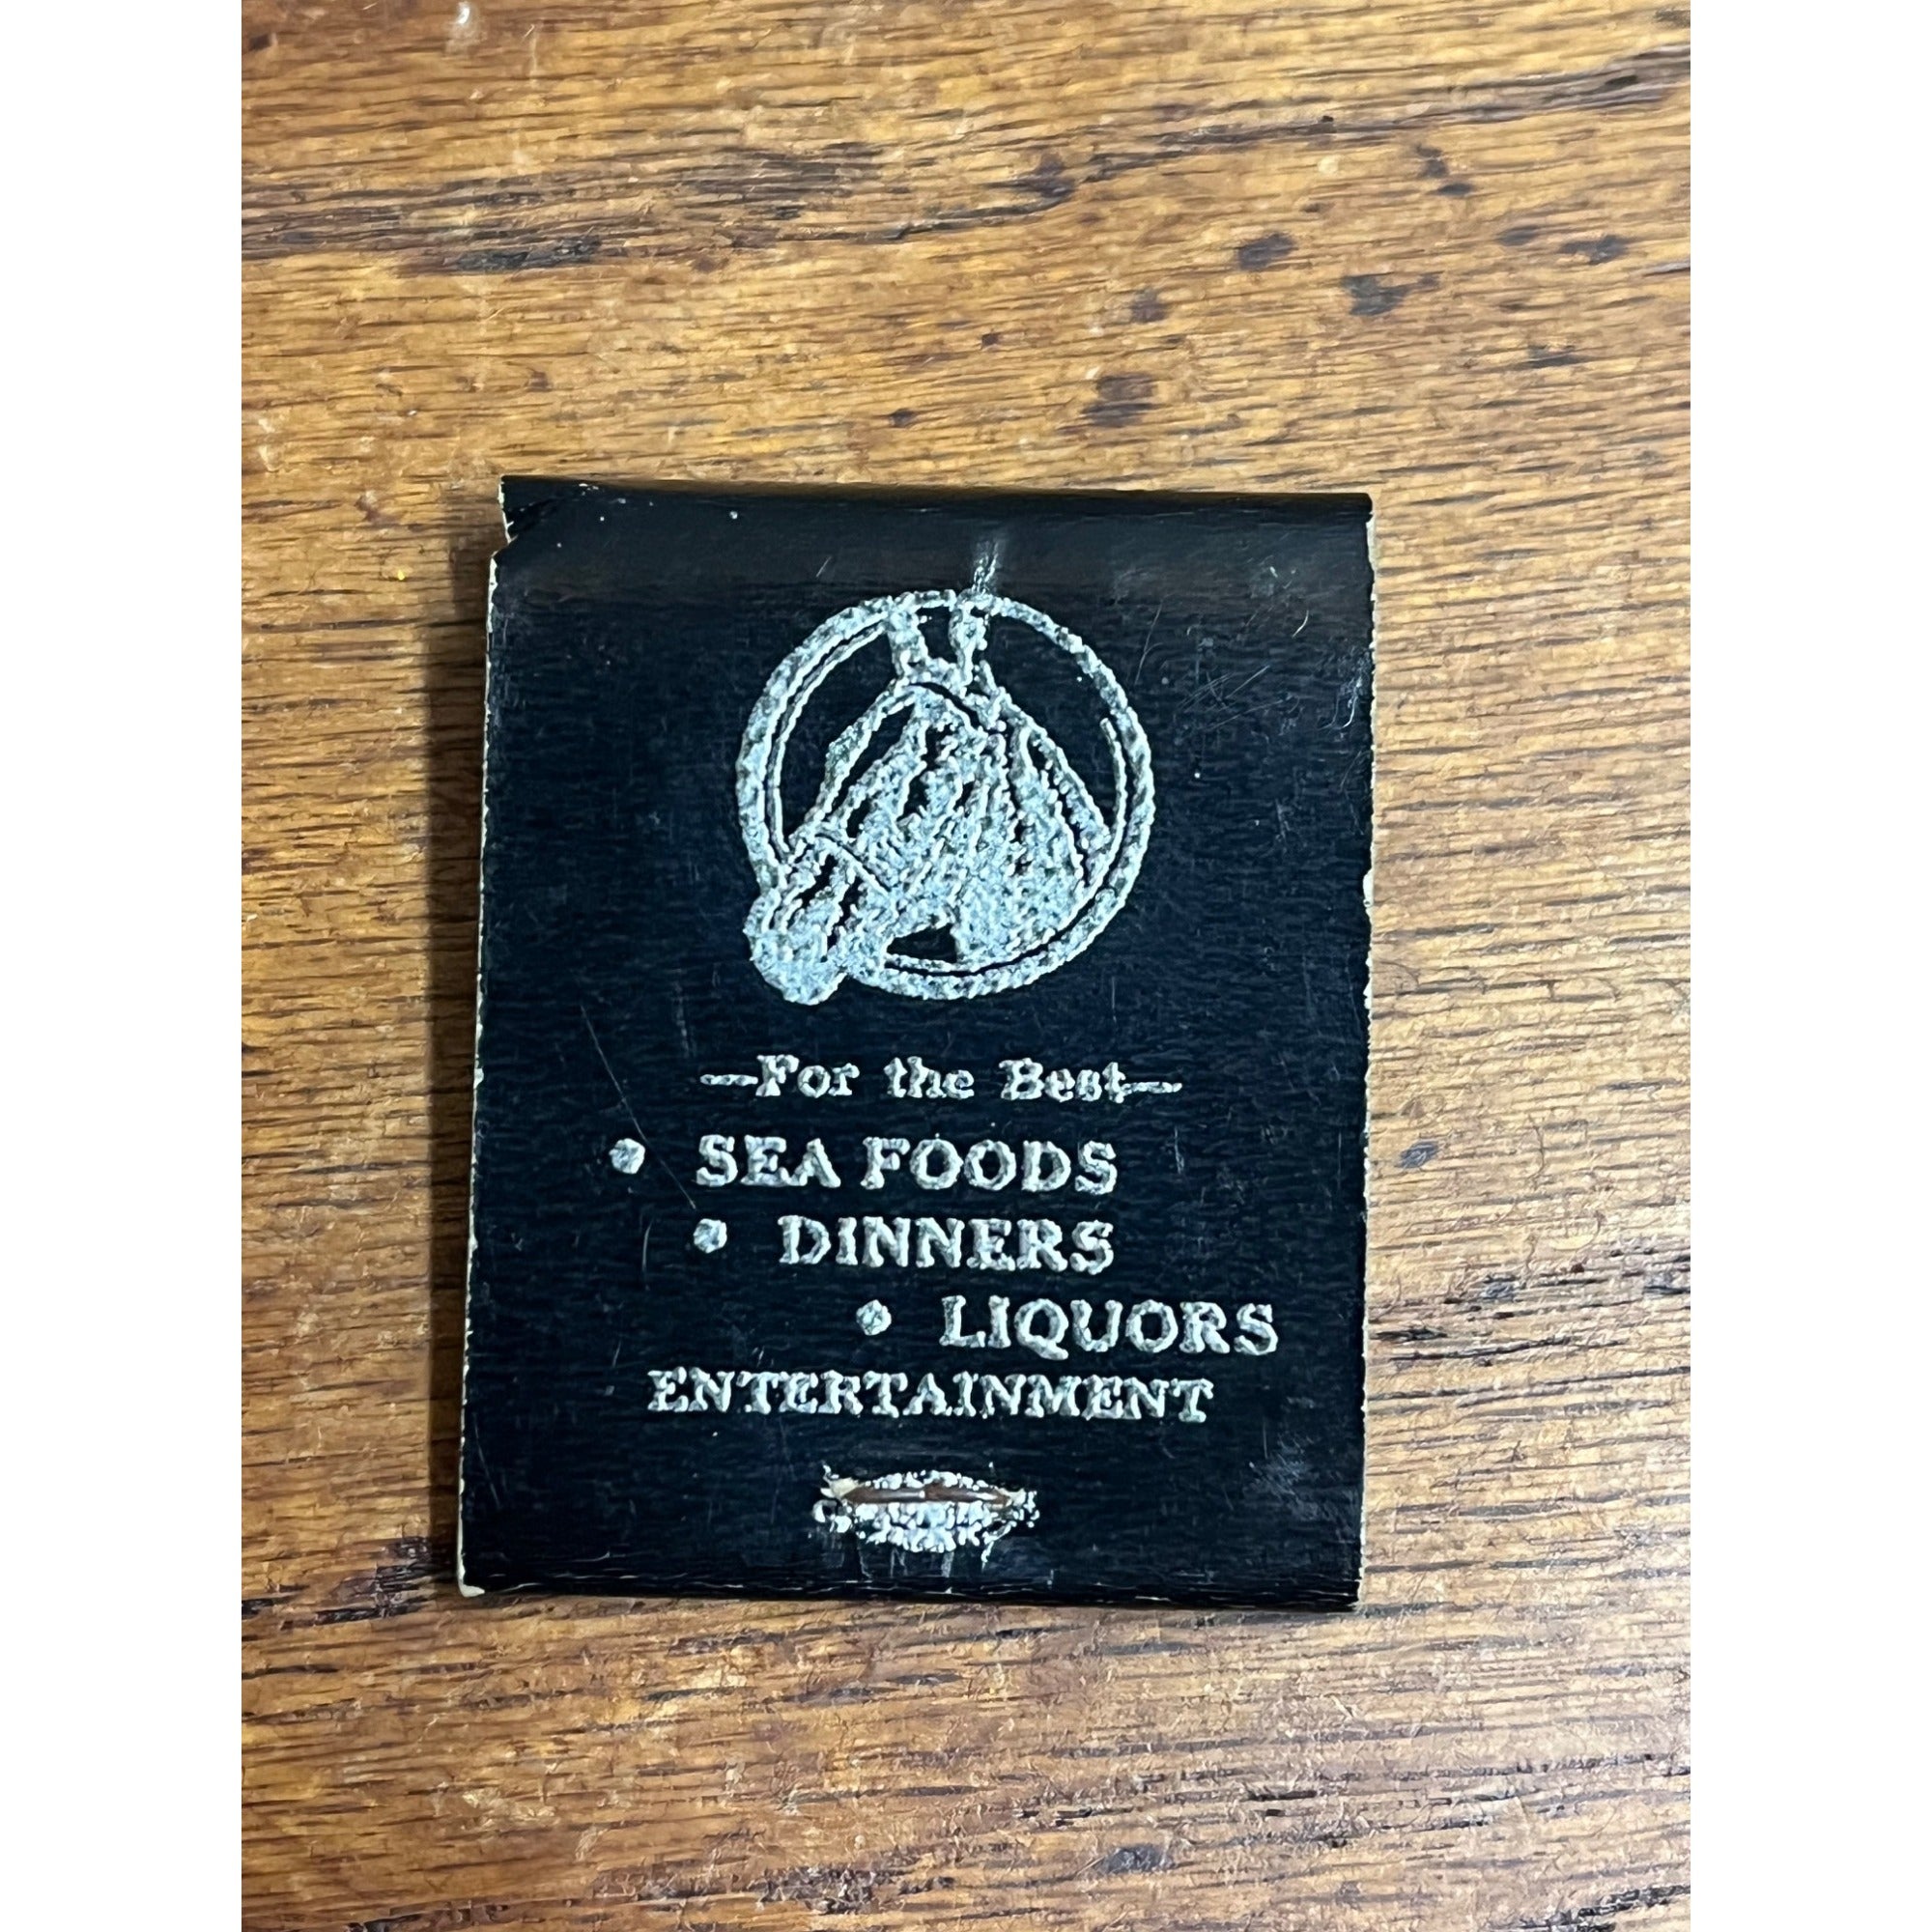 —For the Best—
• SEA FOODS
• DINNERS
• LIQUORS
ENTERTAINMENT